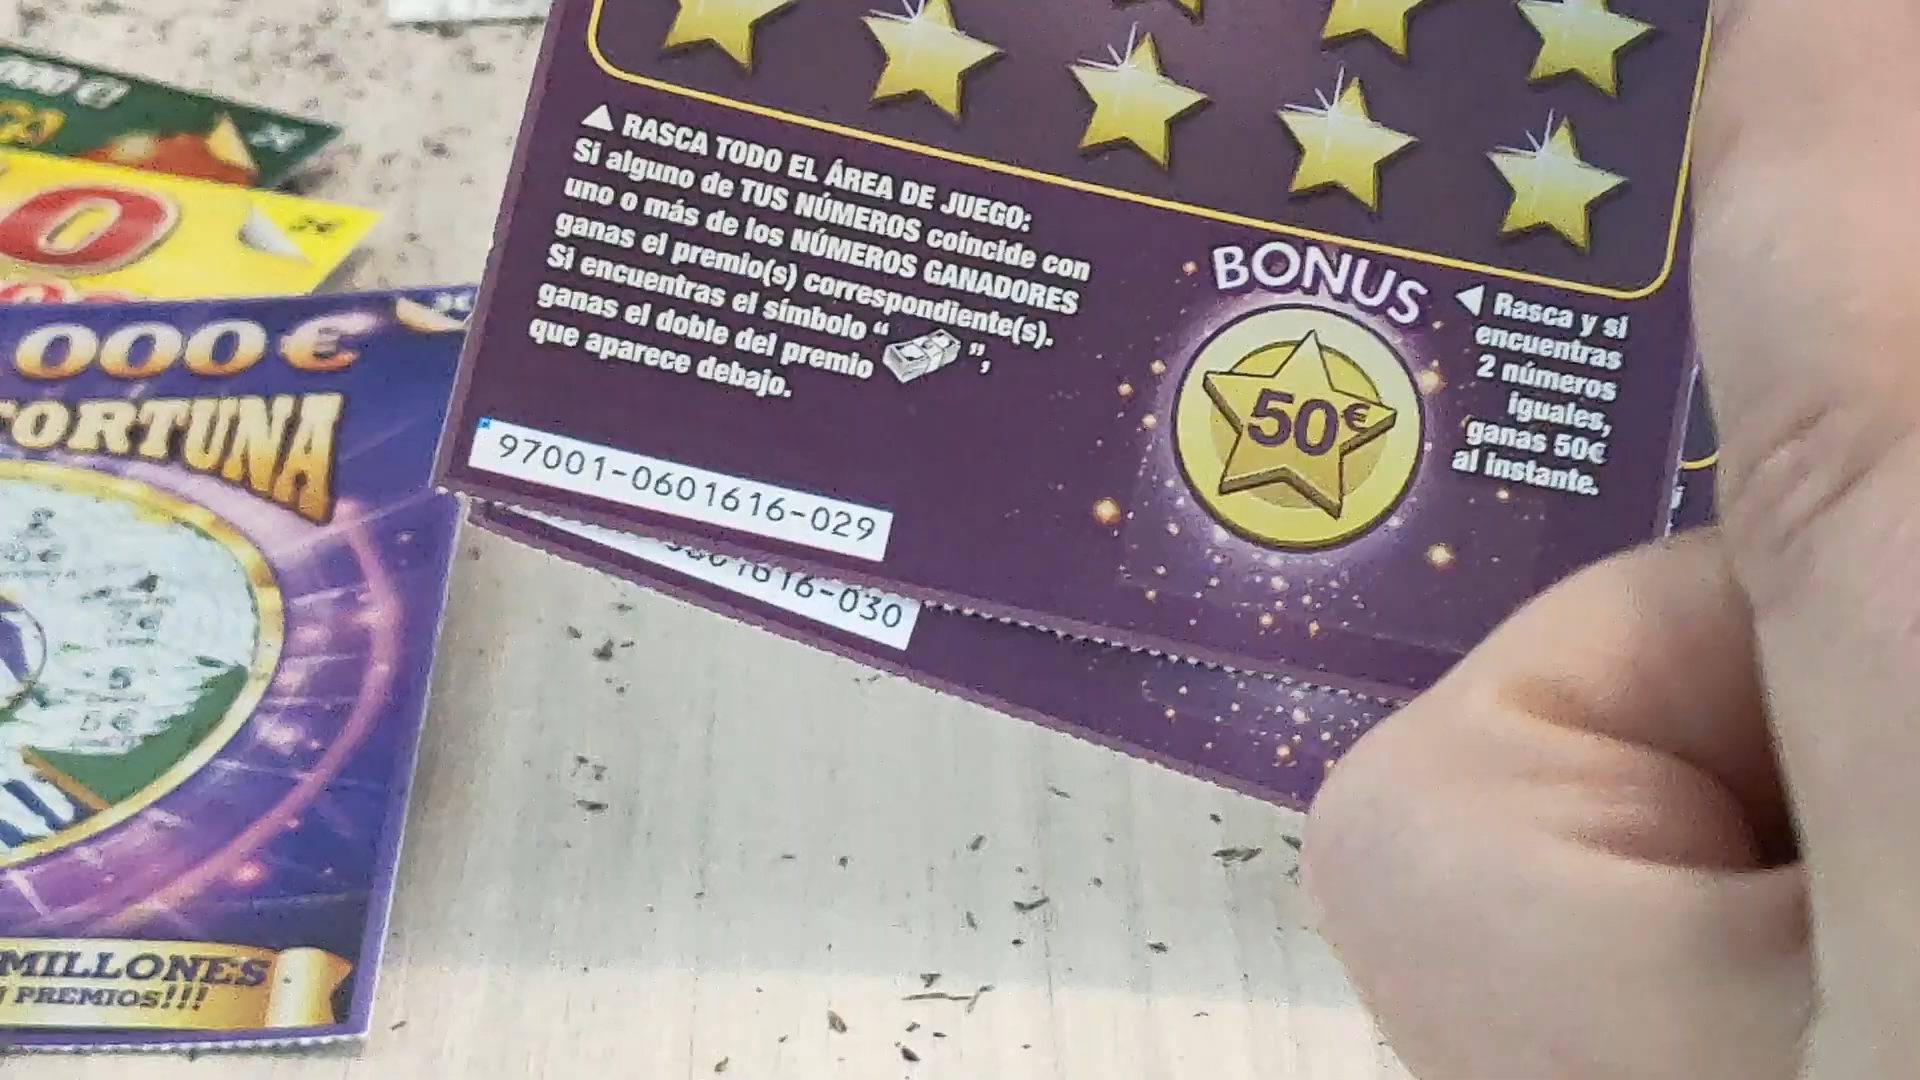 ▲ RASCA TODO EL ÁREA DE JUEGO:
Si alguno de TUS NÚMEROS coincide con
uno o más de los NÚMEROS GANADORES
ganas el premio(s) correspondiente(s).
Si encuentras el símbolo “ ”,
ganas el doble del premio
que aparece debajo.
97001-0601616-029
1616-030
BONUS
50€
◀ Rasca y si
encuentras
2 números
iguales,
ganas 50€
al instante.
0
000€
FORTUNA
MILLONES
PREMIOS!!!